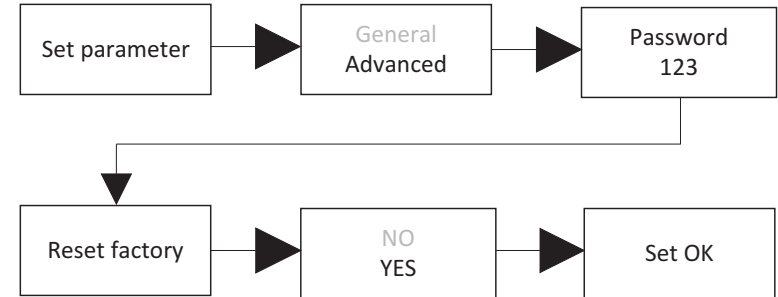 Set parameter
General
Advanced
Password
123
Reset factory
NO
YES
Set OK